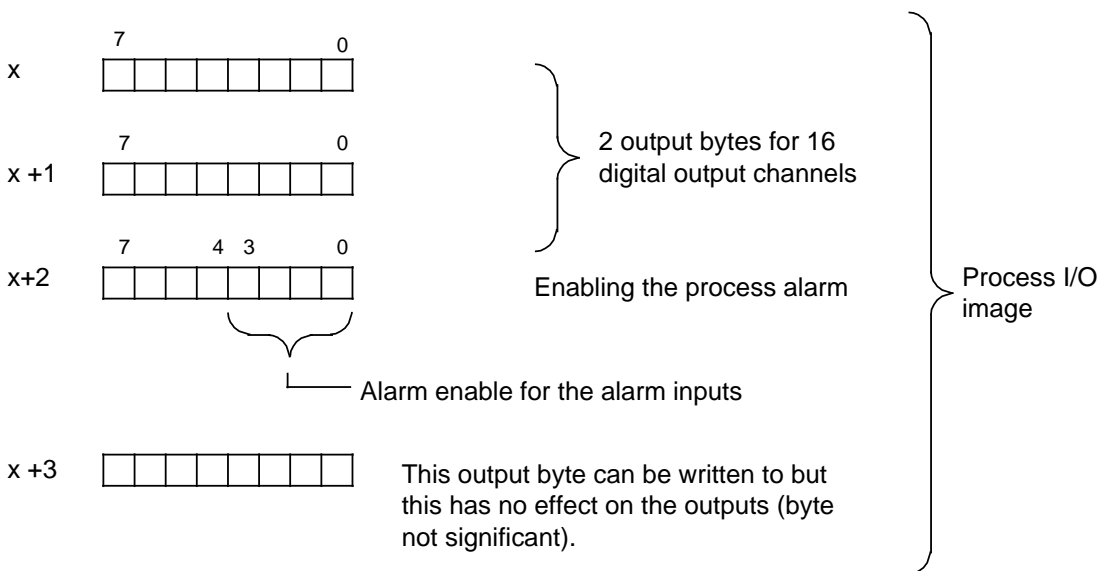 7 0
x
2 output bytes for 16
digital output channels
7 0
x +1
7 4 3 0
x+2
Enabling the process alarm
Process I/O
image
Alarm enable for the alarm inputs
x +3
This output byte can be written to but
this has no effect on the outputs (byte
not significant).